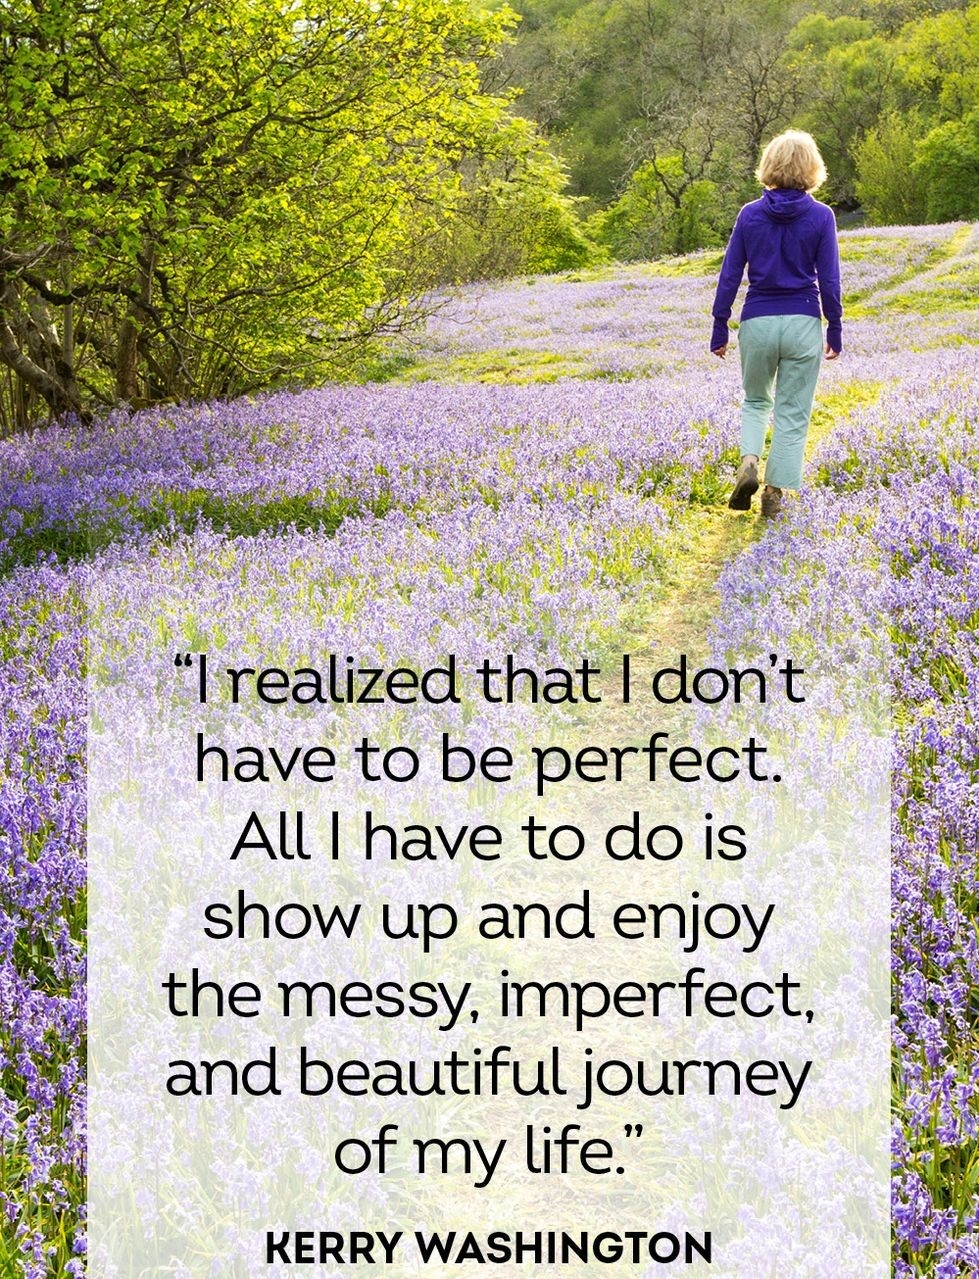 “I realized that I don’t
have to be perfect.
All I have to do is
show up and enjoy
the messy, imperfect,
and beautiful journey
of my life.”
KERRY WASHINGTON